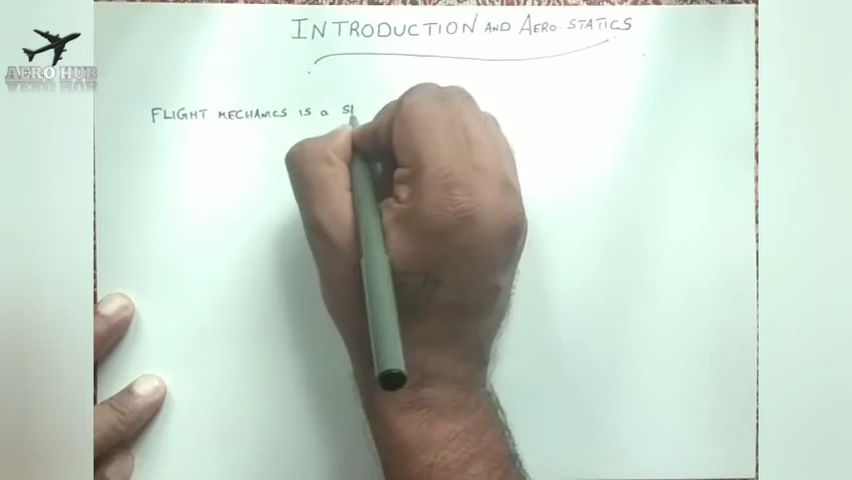 INTRODUCTION AND AERO-STATICS
AERO HUB
FLIGHT MECHANICS IS A